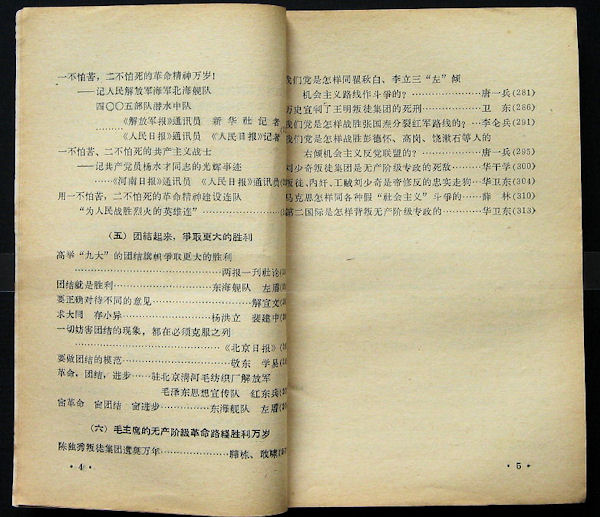 一不怕苦，二不怕死的革命精神万岁！
——记人民解放军海军北海舰队
四〇〇五部队潜水中队
《解放军报》通讯员　新华社记者
《人民日报》通讯员　《人民日报》记者
一不怕苦、二不怕死的共产主义战士
——记共产党员杨水才同志的光辉事迹
《河南日报》通讯员　《人民日报》通讯员
用一不怕苦，二不怕死的革命精神建设连队
“为人民战胜烈火的英雄连”
（五）团结起来，争取更大的胜利
高举“九大”的团结旗帜争取更大的胜利
两报一刊社论
团结就是胜利……东海舰队　左盾
要正确对待不同的意见……解宣文
求大同　存小异……杨洪立　裴建中
一切妨害团结的现象，都在必须克服之列
《北京日报》
要做团结的模范……敬东　学易
革命，团结，进步……驻北京清河毛纺织厂解放军
毛泽东思想宣传队　红东兵
宙革命　宙团结　宙进步……东海舰队　左盾
（六）毛主席的无产阶级革命路线胜利万岁
陈独秀叛徒集团遗臭万年
·4·
我们党是怎样同瞿秋白、李立三“左”倾
机会主义路线作斗争的？……唐一兵(281)
历史宣判了王明叛徒集团的死刑……卫东(286)
我们党是怎样战胜张国焘分裂红军路线的？……李仑兵(291)
我们党是怎样战胜彭德怀、高岗、饶漱石等人的
右倾机会主义反党联盟的？……唐一兵(295)
刘少奇叛徒集团是无产阶级专政的死敌……华干学(300)
叛徒、内奸、工贼刘少奇是帝修反的忠实走狗…华卫东(304)
马克思怎样同各种假“社会主义”斗争的……薛林(310)
第二国际是怎样背叛无产阶级专政的……华卫东(313)
·5·